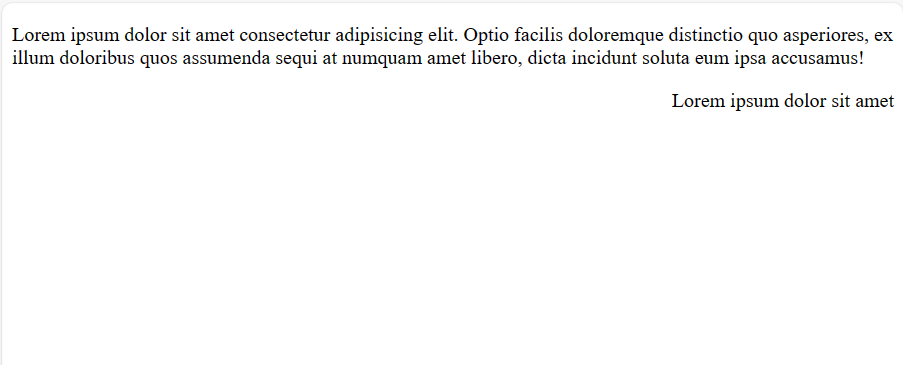 Lorem ipsum dolor sit amet consectetur adipisicing elit. Optio facilis doloremque distinctio quo asperiores, ex
illum doloribus quos assumenda sequi at numquam amet libero, dicta incidunt soluta eum ipsa accusamus!
Lorem ipsum dolor sit amet